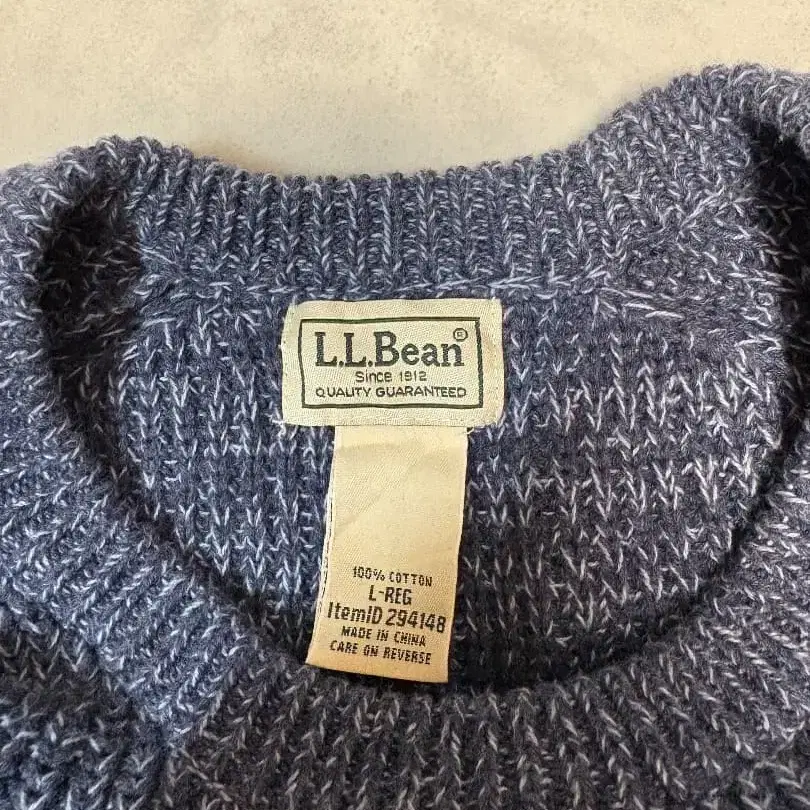 L.L.Bean®
Since 1912
QUALITY GUARANTEED
100% COTTON
L-REG
ItemID 294148
MADE IN CHINA
CARE ON REVERSE